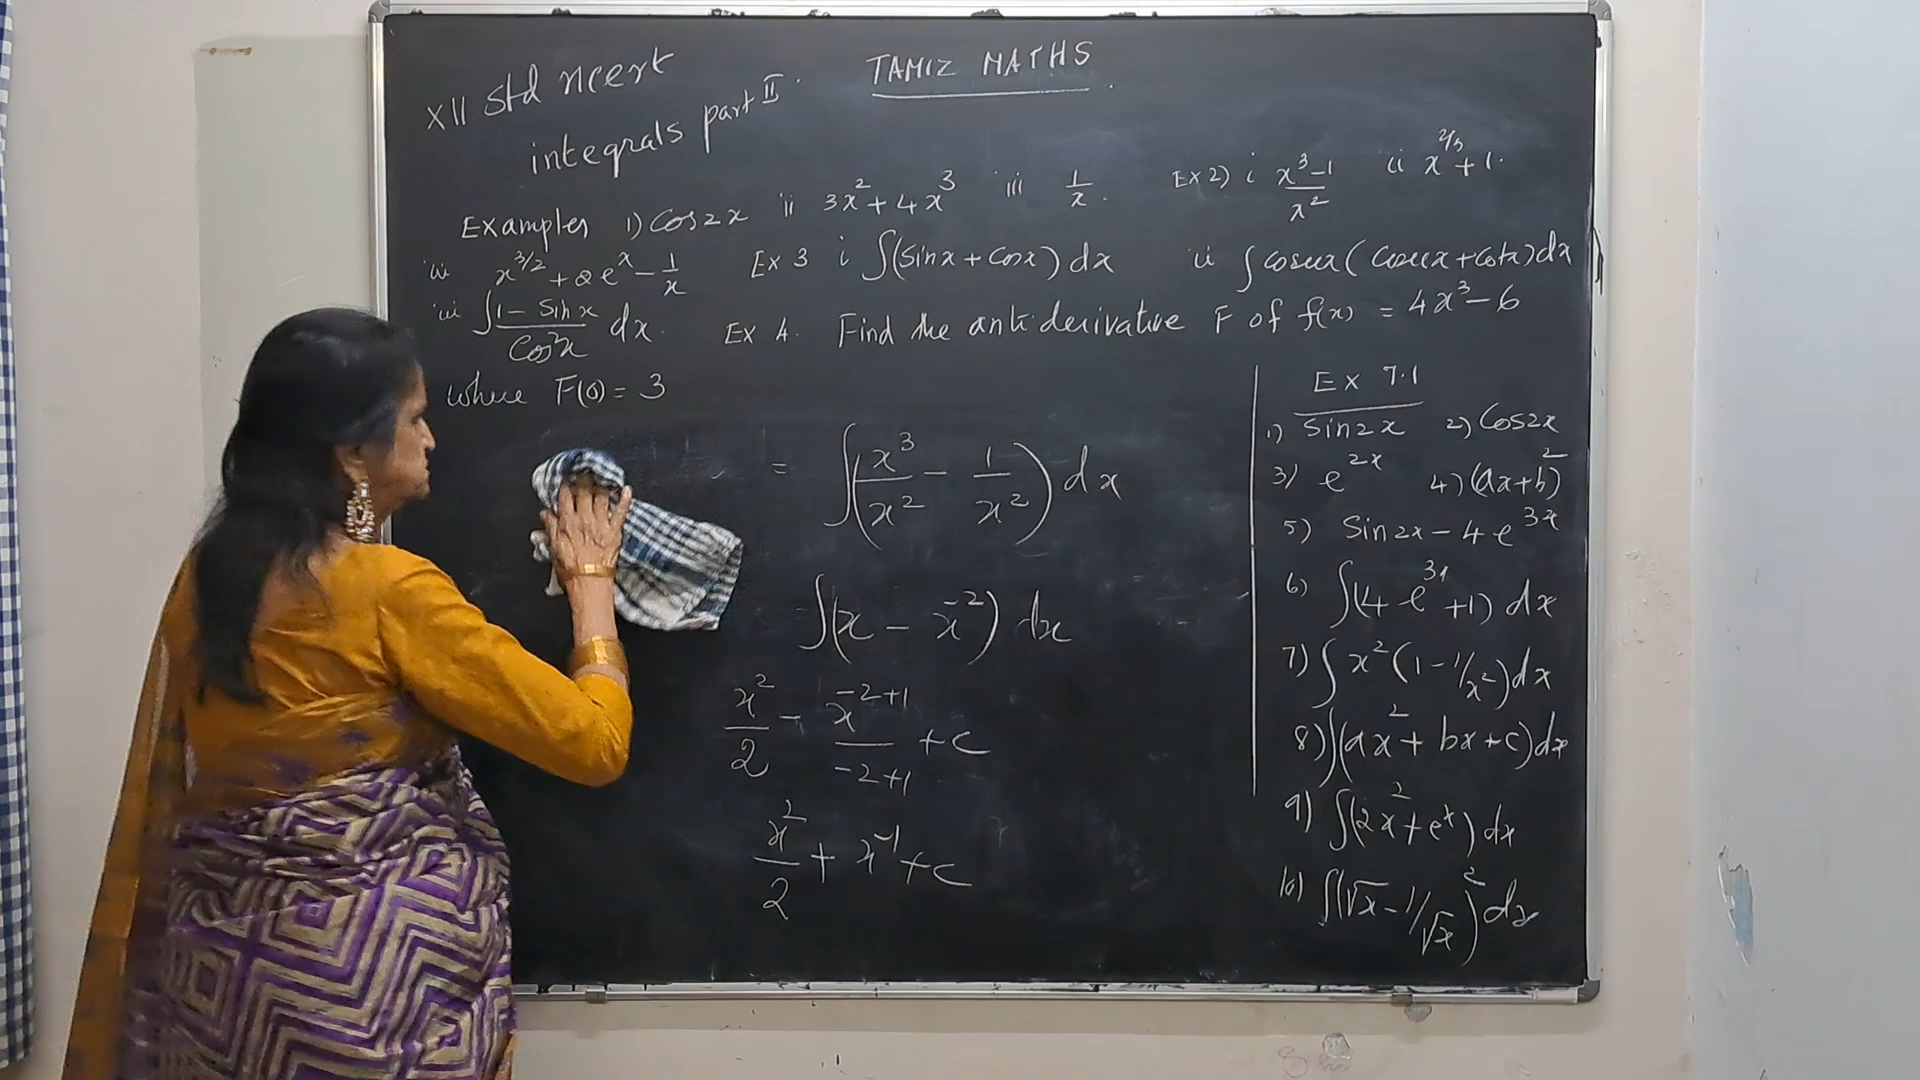 XII Std ncert
TAMIZ MATHS
integrals part II
Examples 1) Cos2x ii 3x² + 4x³ iii 1/x. Ex 2) i (x³-1)/x² ii x^(2/3) + 1.
iii x^(3/2) + 2e^x - 1/x Ex 3 i ∫(Sinx + Cosx) dx ii ∫cosecx (cosecx + cotx) dx
iii ∫(1 - Sinx)/(Cos²x) dx. Ex 4. Find the anti derivative F of f(x) = 4x³ - 6
where F(0) = 3
= ∫(x³/x² - 1/x²) dx
∫(x - x^-2) dx
x²/2 - x^(-2+1)/(-2+1) + c
x²/2 + x^-1 + c
Ex 7.1
1) Sin2x 2) Cos2x
3) e^2x 4) (ax+b)²
5) Sin 2x - 4e^3x
6) ∫(4e^3x + 1) dx
7) ∫x²(1 - 1/x²) dx
8) ∫(ax² + bx + c) dx
9) ∫(2x² + e^x) dx
10) ∫(√x - 1/√x)² dx